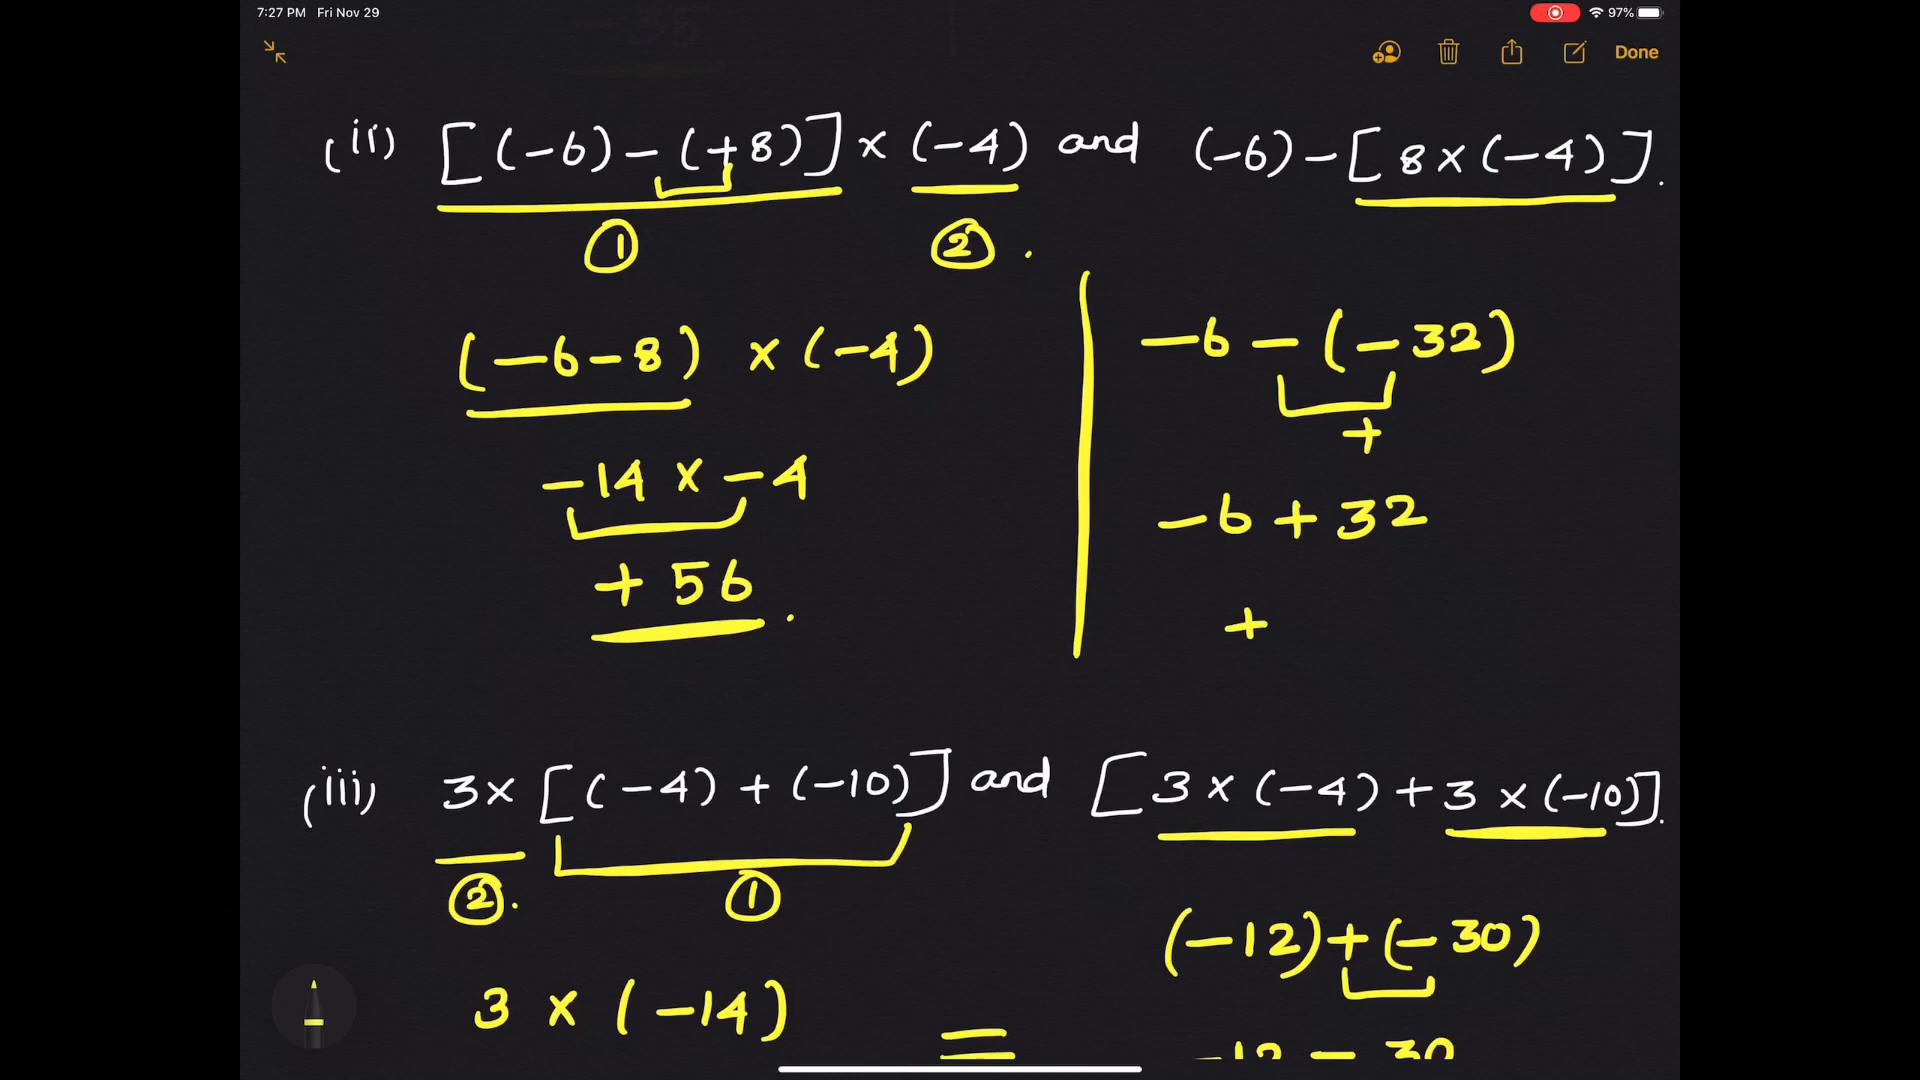 7:27 PM Fri Nov 29
97%
Done
(ii) [(-6) - (+8)] × (-4) and (-6) - [8 × (-4)].
① ② .
(-6-8) × (-4)
-6 - (-32)
+
-14 × -4
-6 + 32
+ 56 .
+
(iii) 3× [(-4) + (-10)] and [3 × (-4) + 3 × (-10)].
② . ①
(-12) + (-30)
3 × (-14)
=
-12 - 30